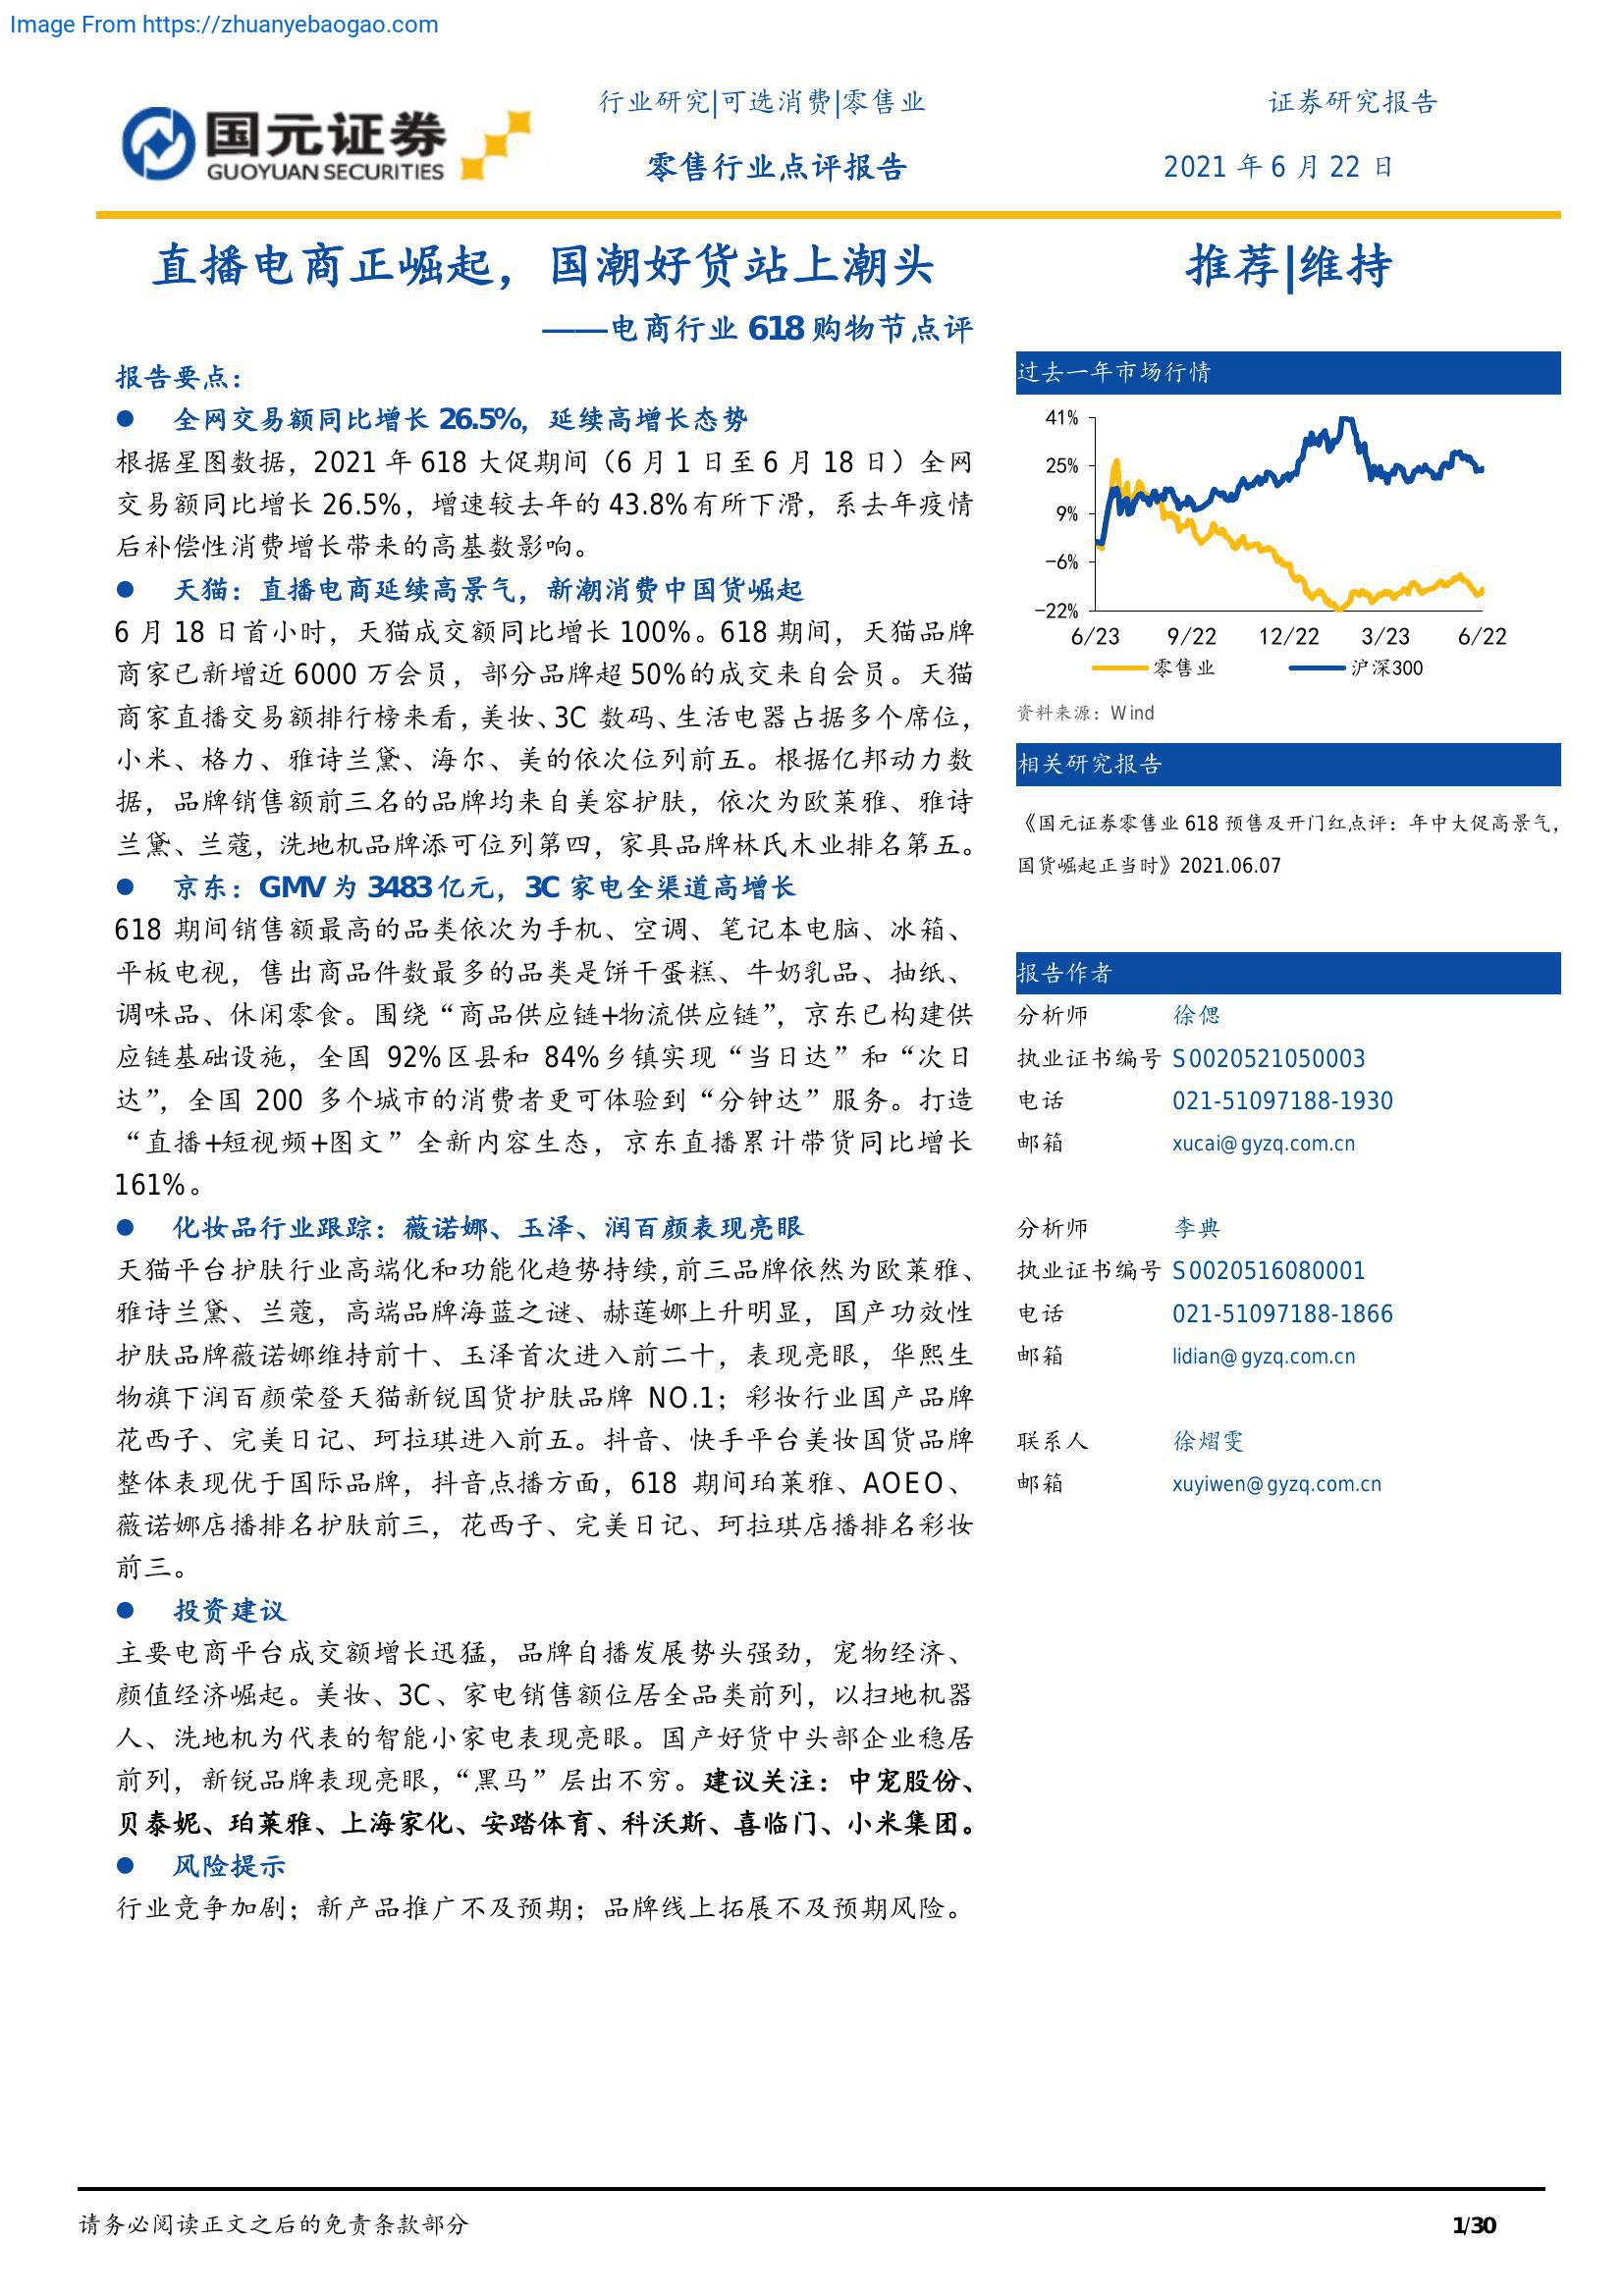 Image From https://zhuanyebaogao.com
国元证券
GUOYUAN SECURITIES
行业研究|可选消费|零售业
证券研究报告
零售行业点评报告
2021 年 6 月 22 日
直播电商正崛起，国潮好货站上潮头
——电商行业 618 购物节点评
报告要点：
● 全网交易额同比增长 26.5%，延续高增长态势
根据星图数据，2021 年 618 大促期间（6 月 1 日至 6 月 18 日）全网
交易额同比增长 26.5%，增速较去年的 43.8%有所下滑，系去年疫情
后补偿性消费增长带来的高基数影响。
● 天猫：直播电商延续高景气，新潮消费中国货崛起
6 月 18 日首小时，天猫成交额同比增长 100%。618 期间，天猫品牌
商家已新增近 6000 万会员，部分品牌超 50%的成交来自会员。天猫
商家直播交易额排行榜来看，美妆、3C 数码、生活电器占据多个席位，
小米、格力、雅诗兰黛、海尔、美的依次位列前五。根据亿邦动力数
据，品牌销售额前三名的品牌均来自美容护肤，依次为欧莱雅、雅诗
兰黛、兰蔻，洗地机品牌添可位列第四，家具品牌林氏木业排名第五。
● 京东：GMV 为 3483 亿元，3C 家电全渠道高增长
618 期间销售额最高的品类依次为手机、空调、笔记本电脑、冰箱、
平板电视，售出商品件数最多的品类是饼干蛋糕、牛奶乳品、抽纸、
调味品、休闲零食。围绕“商品供应链+物流供应链”，京东已构建供
应链基础设施，全国 92%区县和 84%乡镇实现“当日达”和“次日
达”，全国 200 多个城市的消费者更可体验到“分钟达”服务。打造
“直播+短视频+图文”全新内容生态，京东直播累计带货同比增长
161%。
● 化妆品行业跟踪：薇诺娜、玉泽、润百颜表现亮眼
天猫平台护肤行业高端化和功能化趋势持续，前三品牌依然为欧莱雅、
雅诗兰黛、兰蔻，高端品牌海蓝之谜、赫莲娜上升明显，国产功效性
护肤品牌薇诺娜维持前十、玉泽首次进入前二十，表现亮眼，华熙生
物旗下润百颜荣登天猫新锐国货护肤品牌 NO.1；彩妆行业国产品牌
花西子、完美日记、珂拉琪进入前五。抖音、快手平台美妆国货品牌
整体表现优于国际品牌，抖音点播方面，618 期间珀莱雅、AOEO、
薇诺娜店播排名护肤前三，花西子、完美日记、珂拉琪店播排名彩妆
前三。
● 投资建议
主要电商平台成交额增长迅猛，品牌自播发展势头强劲，宠物经济、
颜值经济崛起。美妆、3C、家电销售额位居全品类前列，以扫地机器
人、洗地机为代表的智能小家电表现亮眼。国产好货中头部企业稳居
前列，新锐品牌表现亮眼，“黑马”层出不穷。建议关注：中宠股份、
贝泰妮、珀莱雅、上海家化、安踏体育、科沃斯、喜临门、小米集团。
● 风险提示
行业竞争加剧；新产品推广不及预期；品牌线上拓展不及预期风险。
推荐|维持
过去一年市场行情
41%
25%
9%
-6%
-22%
6/23 9/22 12/22 3/23 6/22
零售业 沪深300
资料来源：Wind
相关研究报告
《国元证券零售业 618 预售及开门红点评：年中大促高景气，
国货崛起正当时》2021.06.07
报告作者
分析师 徐偲
执业证书编号 S0020521050003
电话 021-51097188-1930
邮箱 xucai@gyzq.com.cn
分析师 李典
执业证书编号 S0020516080001
电话 021-51097188-1866
邮箱 lidian@gyzq.com.cn
联系人 徐熠雯
邮箱 xuyiwen@gyzq.com.cn
请务必阅读正文之后的免责条款部分
1/30